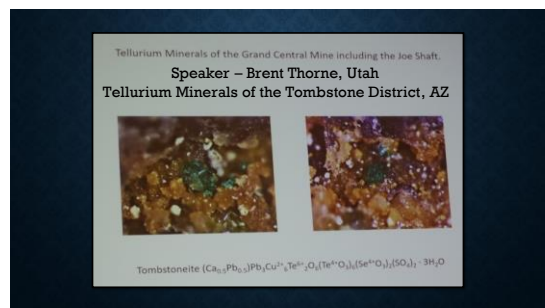 Tellurium Minerals of the Grand Central Mine including the Joe Shaft.
Speaker – Brent Thorne, Utah
Tellurium Minerals of the Tombstone District, AZ
Tombstoneite (Ca₀.₅Pb₀.₅)Pb₃Cu²⁺₆Te⁶⁺₂O₆(Te⁴⁺O₃)₆(Se⁴⁺O₃)₂(SO₄)₂ · 3H₂O